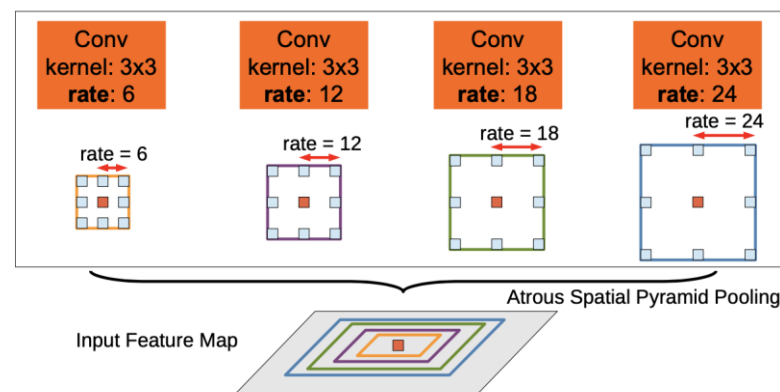 Conv
kernel: 3x3
rate: 6
Conv
kernel: 3x3
rate: 12
Conv
kernel: 3x3
rate: 18
Conv
kernel: 3x3
rate: 24
rate = 6
rate = 12
rate = 18
rate = 24
Atrous Spatial Pyramid Pooling
Input Feature Map